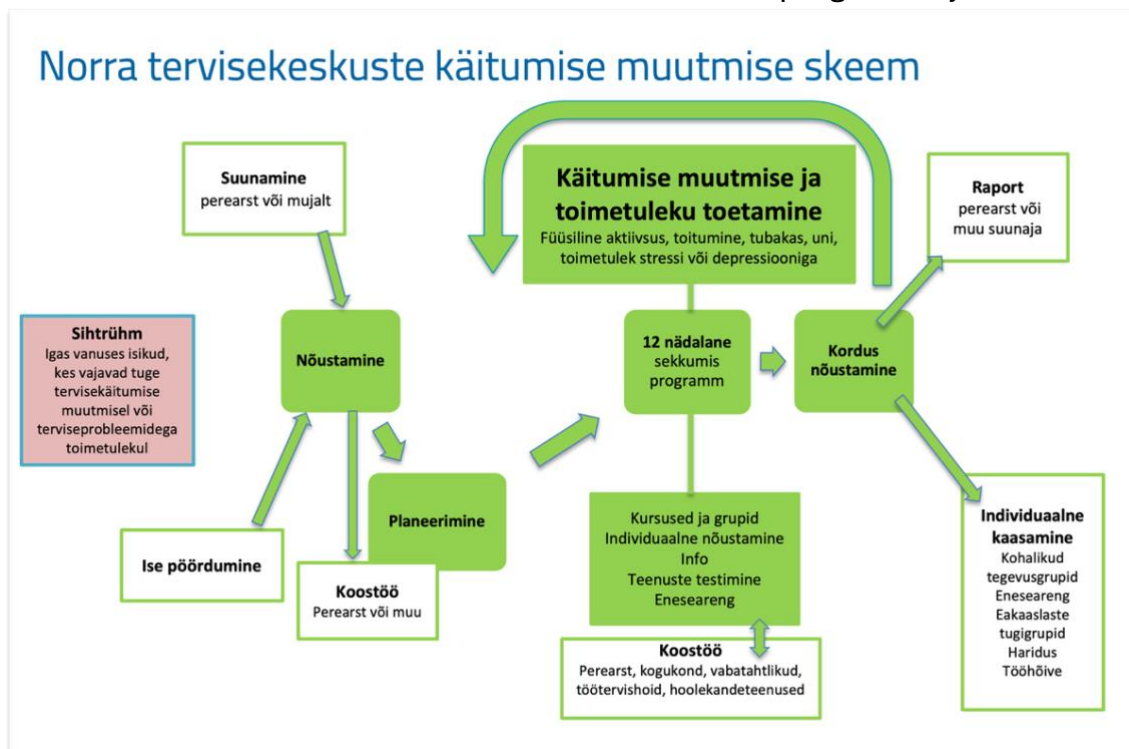 Norra tervisekeskuste käitumise muutmise skeem
Suunamine
perearst või mujalt
Käitumise muutmise ja
toimetuleku toetamine
Füüsiline aktiivsus, toitumine, tubakas, uni,
toimetulek stressi või depressiooniga
Raport
perearst või
muu suunaja
Sihtrühm
Igas vanuses isikud,
kes vajavad tuge
tervisekäitumise
muutmisel või
terviseprobleemidega
toimetulekul
Nõustamine
12 nädalane
sekkumis
programm
Kordus
nõustamine
Planeerimine
Ise pöördumine
Koostöö
Perearst või muu
Kursused ja grupid
Individuaalne nõustamine
Info
Teenuste testimine
Eneseareng
Koostöö
Perearst, kogukond, vabatahtlikud,
töötervishoid, hoolekandeteenused
Individuaalne
kaasamine
Kohalikud
tegevusgrupid
Eneseareng
Eakaaslaste
tugigrupid
Haridus
Tööhõive